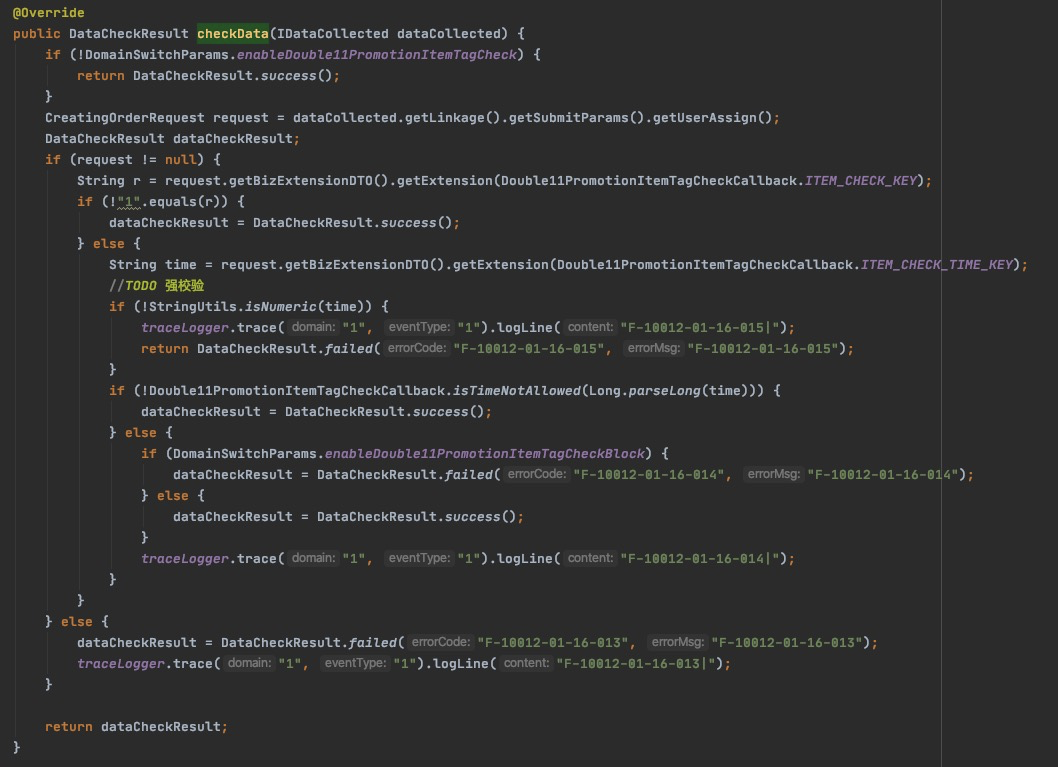 @Override
public DataCheckResult checkData(IDataCollected dataCollected) {
if (!DomainSwitchParams.enableDouble11PromotionItemTagCheck) {
return DataCheckResult.success();
}
CreatingOrderRequest request = dataCollected.getLinkage().getSubmitParams().getUserAssign();
DataCheckResult dataCheckResult;
if (request != null) {
String r = request.getBizExtensionDTO().getExtension(Double11PromotionItemTagCheckCallback.ITEM_CHECK_KEY);
if (!"1".equals(r)) {
dataCheckResult = DataCheckResult.success();
} else {
String time = request.getBizExtensionDTO().getExtension(Double11PromotionItemTagCheckCallback.ITEM_CHECK_TIME_KEY);
//TODO 强校验
if (!StringUtils.isNumeric(time)) {
traceLogger.trace( domain: "1", eventType: "1").logLine( content: "F-10012-01-16-015|");
return DataCheckResult.failed( errorCode: "F-10012-01-16-015", errorMsg: "F-10012-01-16-015");
}
if (!Double11PromotionItemTagCheckCallback.isTimeNotAllowed(Long.parseLong(time))) {
dataCheckResult = DataCheckResult.success();
} else {
if (DomainSwitchParams.enableDouble11PromotionItemTagCheckBlock) {
dataCheckResult = DataCheckResult.failed( errorCode: "F-10012-01-16-014", errorMsg: "F-10012-01-16-014");
} else {
dataCheckResult = DataCheckResult.success();
}
traceLogger.trace( domain: "1", eventType: "1").logLine( content: "F-10012-01-16-014|");
}
}
} else {
dataCheckResult = DataCheckResult.failed( errorCode: "F-10012-01-16-013", errorMsg: "F-10012-01-16-013");
traceLogger.trace( domain: "1", eventType: "1").logLine( content: "F-10012-01-16-013|");
}
return dataCheckResult;
}